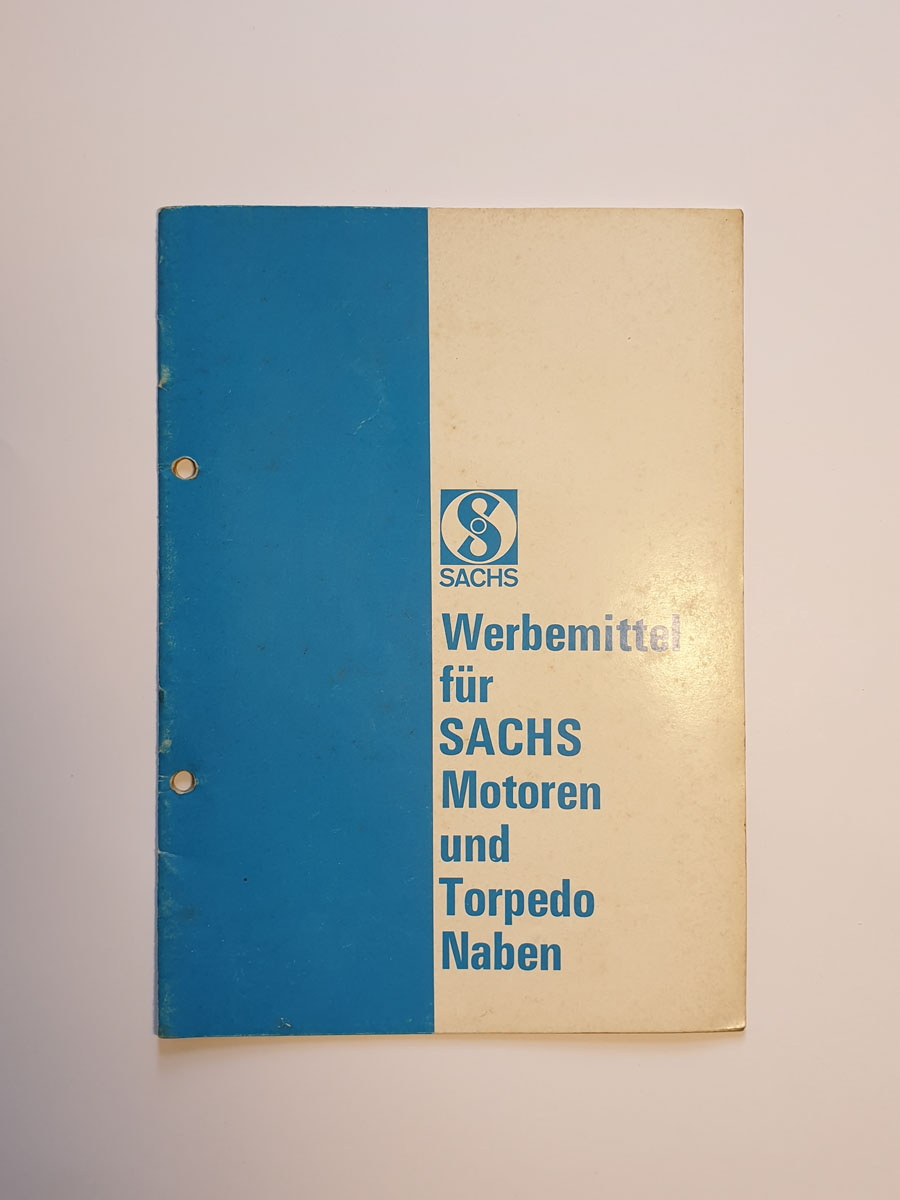 SACHS
Werbemittel
für
SACHS
Motoren
und
Torpedo
Naben